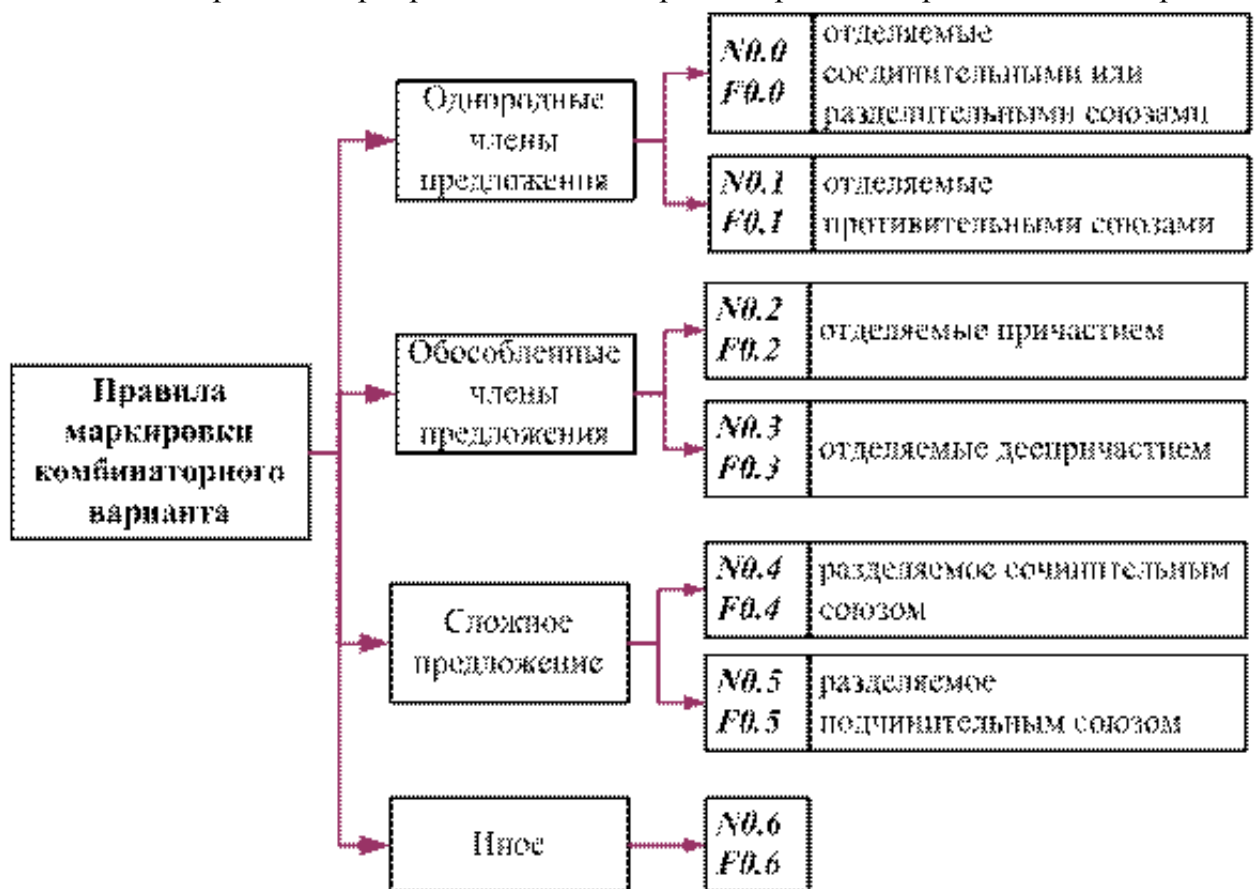 N0.0
F0.0
отделяемые
соединительными или
разделительными союзами
Однородные
члены
предложения
N0.1
F0.1
отделяемые
противительными союзами
N0.2
F0.2
отделяемые причастием
Обособленные
члены
предложения
N0.3
F0.3
отделяемые деепричастием
Правила
маркировки
комбинаторного
варианта
N0.4
F0.4
разделяемое сочинительным
союзом
Сложное
предложение
N0.5
F0.5
разделяемое
подчинительным союзом
Иное
N0.6
F0.6